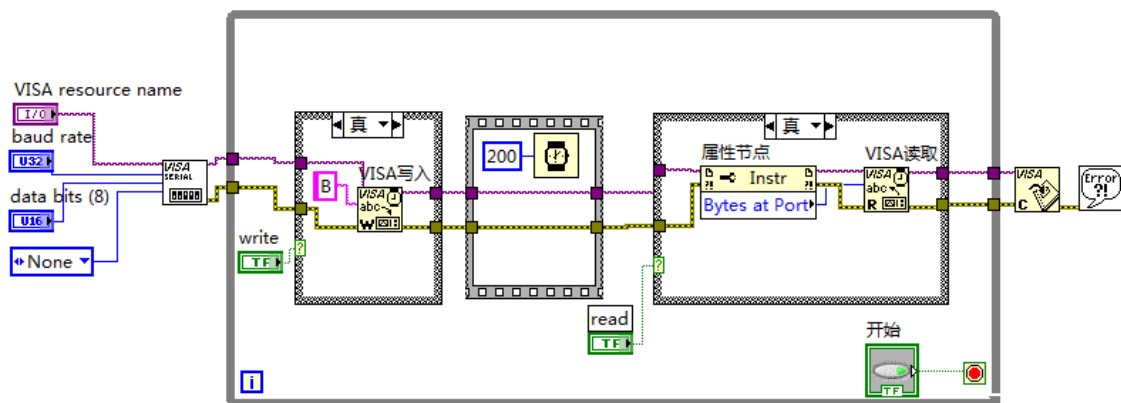 VISA resource name
I/O
baud rate
U32
data bits (8)
U16
None
VISA
SERIAL
write
TF
真
B
VISA写入
VISA
abc
W
200
read
TF
真
属性节点
Instr
Bytes at Port
VISA读取
VISA
abc
R
开始
TF
i
VISA
C
Error
?!